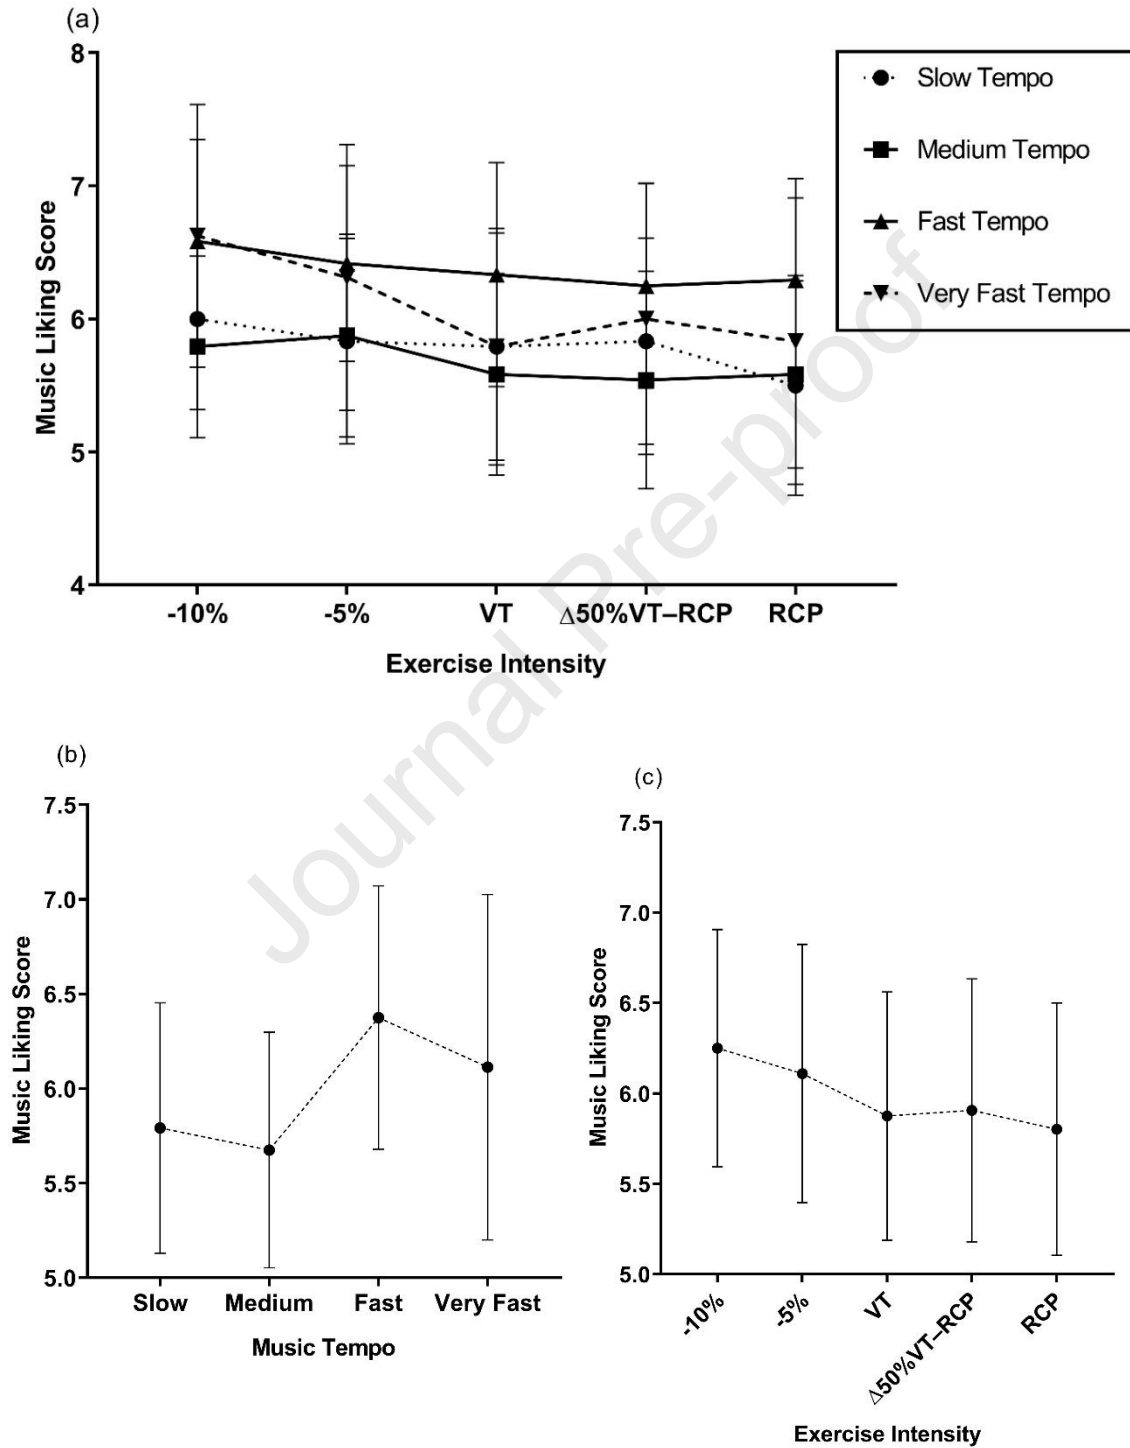 (a)
8
7
6
5
4
Music Liking Score
-10% -5% VT Δ50%VT–RCP RCP
Exercise Intensity
Slow Tempo
Medium Tempo
Fast Tempo
Very Fast Tempo
Journal Pre-proof
(b)
7.5
7.0
6.5
6.0
5.5
5.0
Music Liking Score
Slow Medium Fast Very Fast
Music Tempo
(c)
7.5
7.0
6.5
6.0
5.5
5.0
Music Liking Score
-10% -5% VT Δ50%VT–RCP RCP
Exercise Intensity